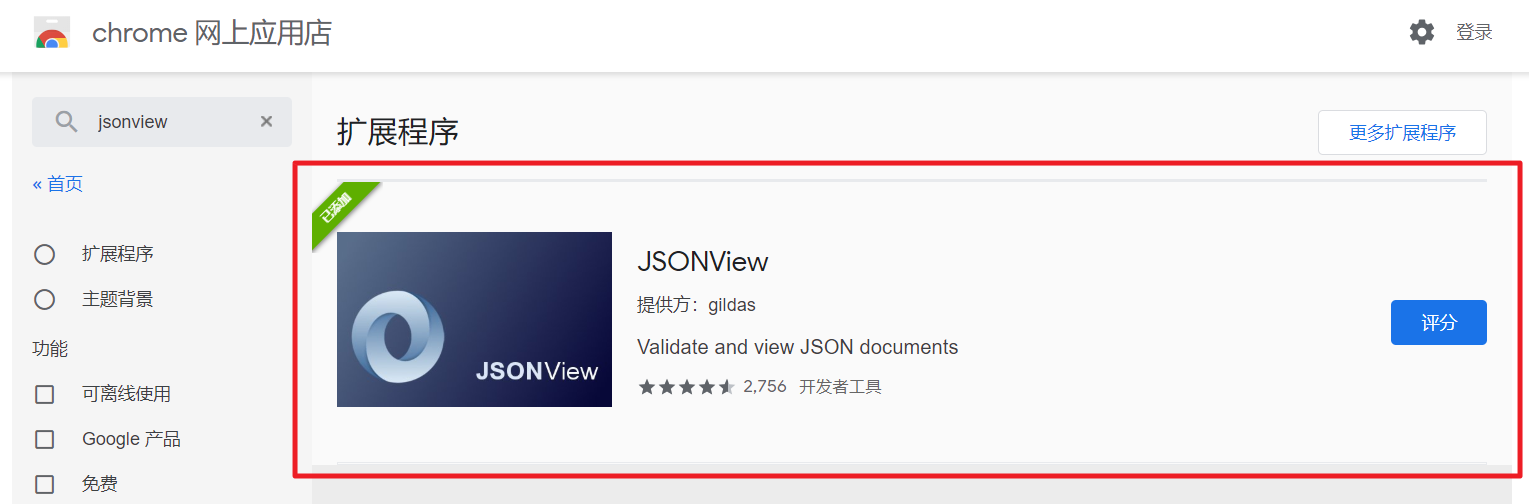 chrome 网上应用店
登录
jsonview
×
« 首页
扩展程序
主题背景
功能
可离线使用
Google 产品
免费
扩展程序
更多扩展程序
已添加
JSONView
JSONView
提供方：gildas
Validate and view JSON documents
2,756 开发者工具
评分